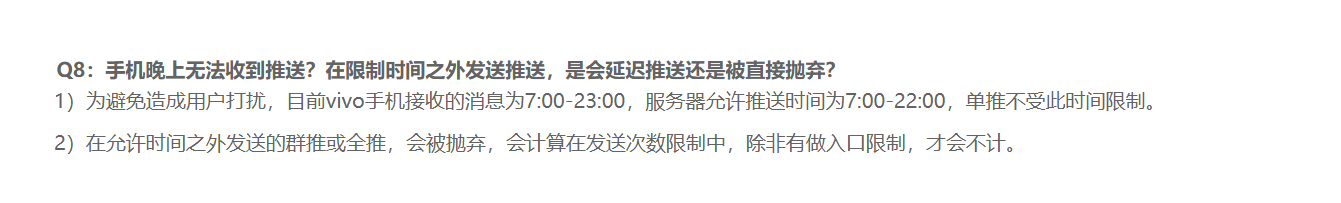 Q8：手机晚上无法收到推送？在限制时间之外发送推送，是会延迟推送还是被直接抛弃？
1）为避免造成用户打扰，目前vivo手机接收的消息为7:00-23:00，服务器允许推送时间为7:00-22:00，单推不受此时间限制。
2）在允许时间之外发送的群推或全推，会被抛弃，会计算在发送次数限制中，除非有做入口限制，才会不计。